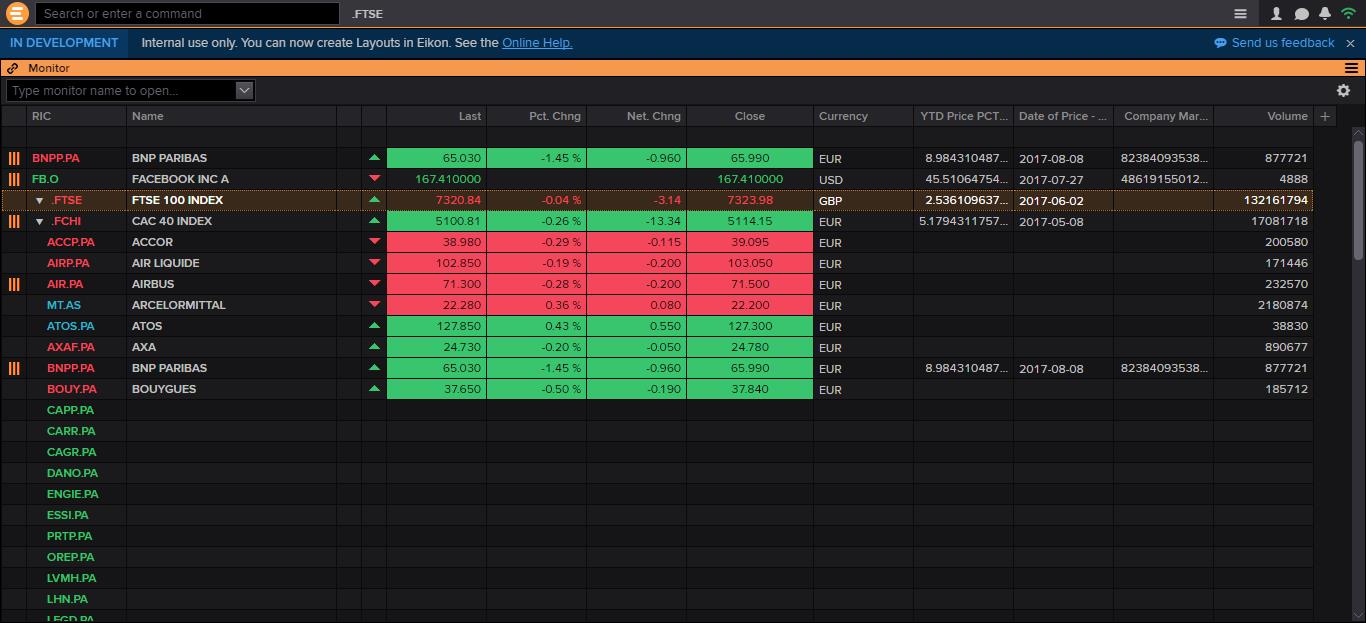 Search or enter a command .FTSE
IN DEVELOPMENT Internal use only. You can now create Layouts in Eikon. See the Online Help. Send us feedback
Monitor
Type monitor name to open...
RIC Name Last Pct. Chng Net. Chng Close Currency YTD Price PCT... Date of Price - ... Company Mar... Volume
BNPP.PA BNP PARIBAS 65.030 -1.45 % -0.960 65.990 EUR 8.984310487... 2017-08-08 82384093538... 877721
FB.O FACEBOOK INC A 167.410000 167.410000 USD 45.51064754... 2017-07-27 48619155012... 4888
.FTSE FTSE 100 INDEX 7320.84 -0.04 % -3.14 7323.98 GBP 2.536109637... 2017-06-02 132161794
.FCHI CAC 40 INDEX 5100.81 -0.26 % -13.34 5114.15 EUR 5.1794311757... 2017-05-08 17081718
ACCP.PA ACCOR 38.980 -0.29 % -0.115 39.095 EUR 200580
AIRP.PA AIR LIQUIDE 102.850 -0.19 % -0.200 103.050 EUR 171446
AIR.PA AIRBUS 71.300 -0.28 % -0.200 71.500 EUR 232570
MT.AS ARCELORMITTAL 22.280 0.36 % 0.080 22.200 EUR 2180874
ATOS.PA ATOS 127.850 0.43 % 0.550 127.300 EUR 38830
AXAF.PA AXA 24.730 -0.20 % -0.050 24.780 EUR 890677
BNPP.PA BNP PARIBAS 65.030 -1.45 % -0.960 65.990 EUR 8.984310487... 2017-08-08 82384093538... 877721
BOUY.PA BOUYGUES 37.650 -0.50 % -0.190 37.840 EUR 185712
CAPP.PA
CARR.PA
CAGR.PA
DANO.PA
ENGIE.PA
ESSI.PA
PRTP.PA
OREP.PA
LVMH.PA
LHN.PA
LEGD.PA